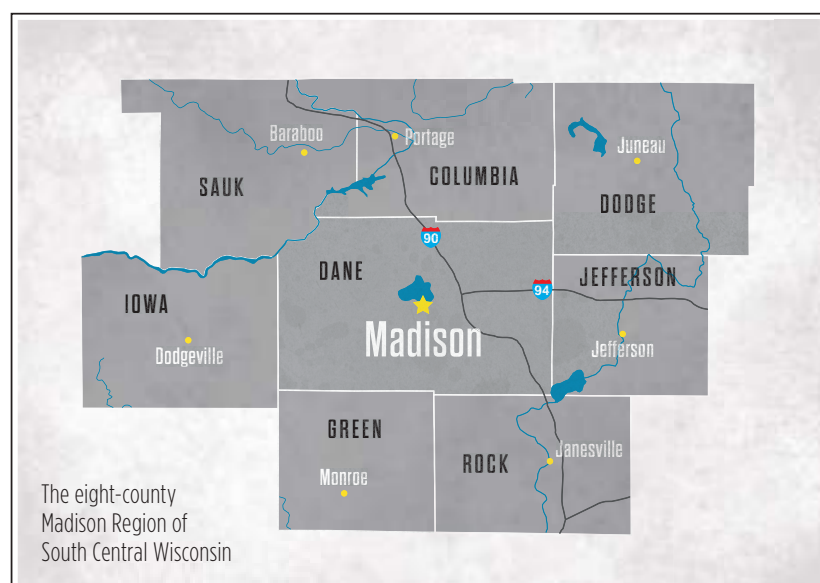 Baraboo
Portage
Juneau
SAUK
COLUMBIA
DODGE
90
DANE
JEFFERSON
94
IOWA
Madison
Dodgeville
Jefferson
GREEN
ROCK
Janesville
Monroe
The eight-county
Madison Region of
South Central Wisconsin